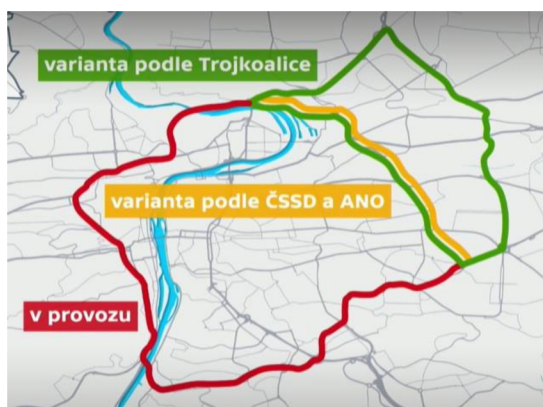 varianta podle Trojkoalice
varianta podle ČSSD a ANO
v provozu